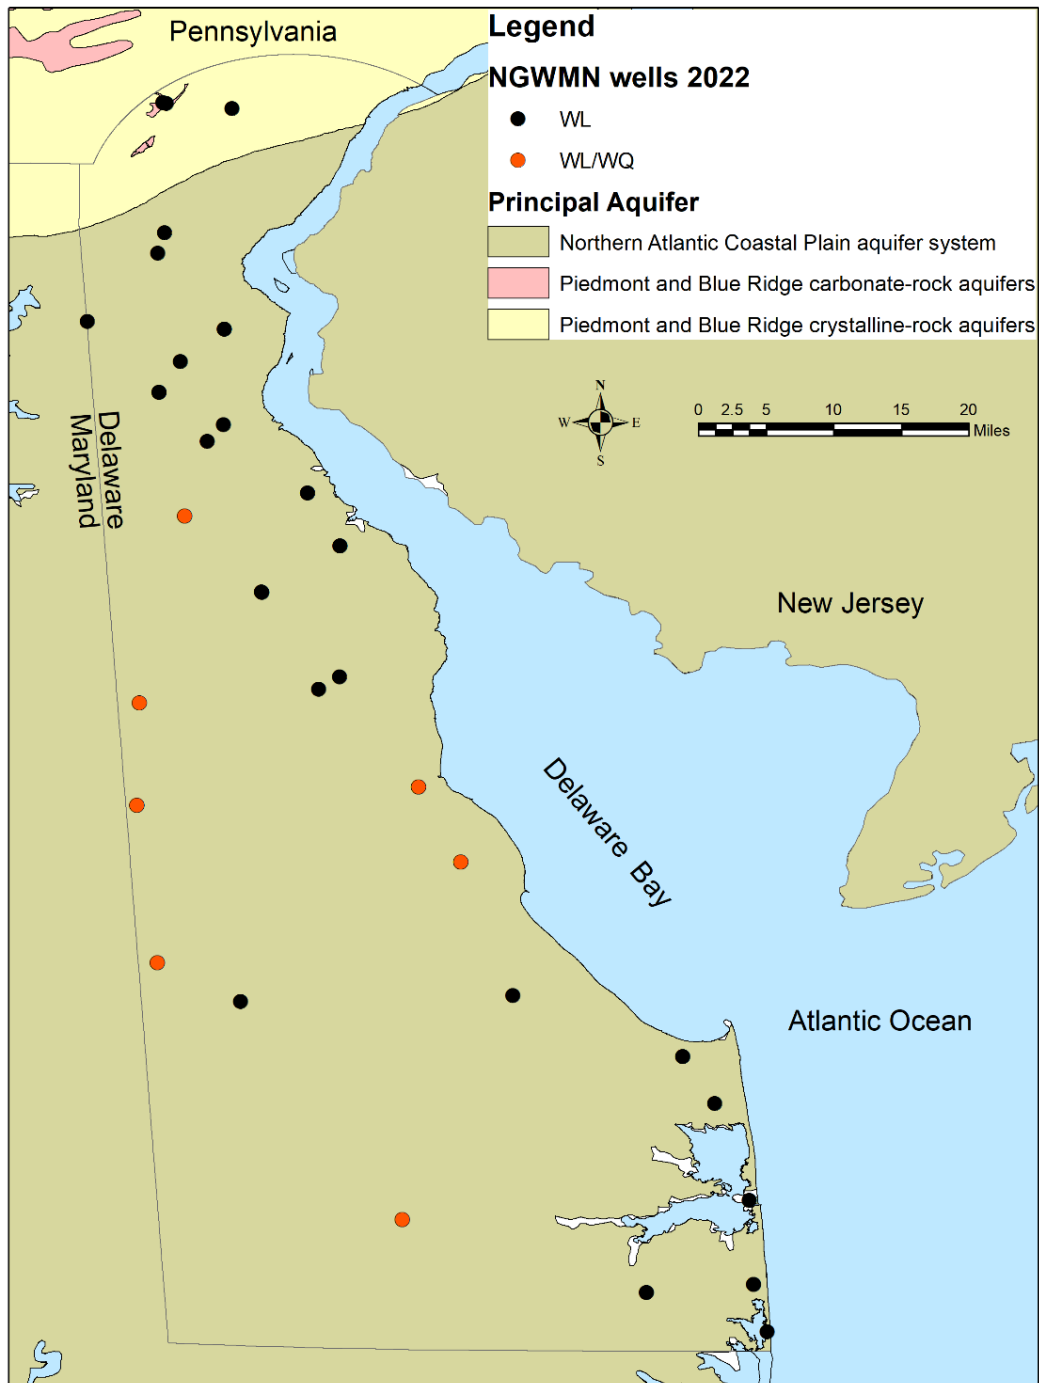 Pennsylvania
Legend
NGWMN wells 2022
WL
WL/WQ
Principal Aquifer
Northern Atlantic Coastal Plain aquifer system
Piedmont and Blue Ridge carbonate-rock aquifers
Piedmont and Blue Ridge crystalline-rock aquifers
N
W E
S
0 2.5 5 10 15 20
Miles
Delaware
Maryland
New Jersey
Delaware Bay
Atlantic Ocean